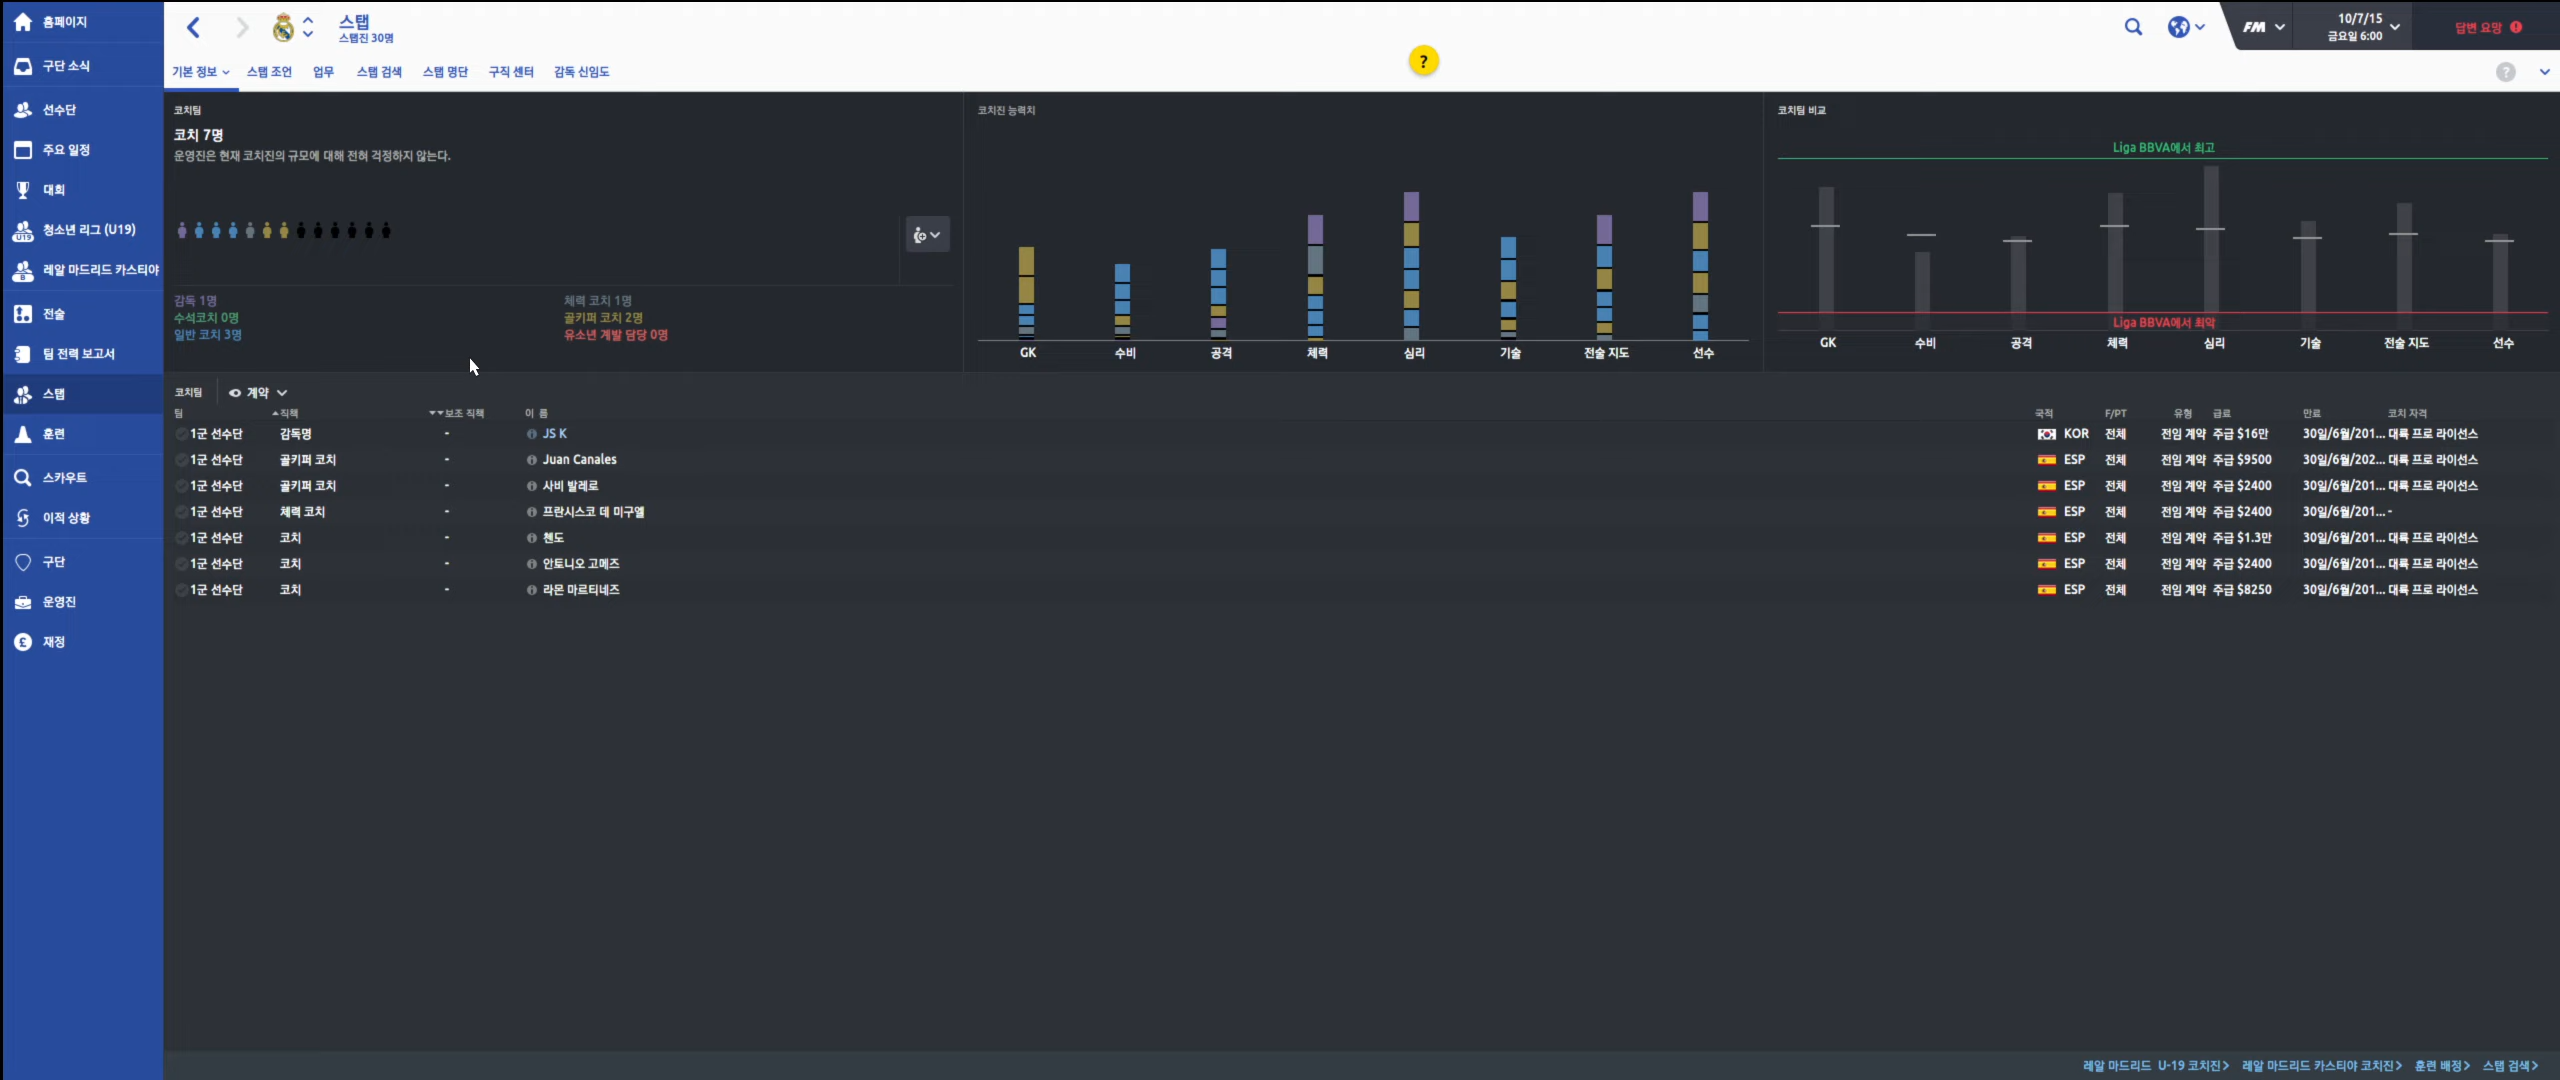 홈페이지
구단 소식
선수단
주요 일정
대회
청소년 리그 (U19)
레알 마드리드 카스티야
전술
팀 전력 보고서
스탭
훈련
스카우트
이적 상황
구단
운영진
재정
스탭
스탭진 30명
FM
10/7/15
금요일 6:00
답변 요망
기본 정보
스탭 조언
업무
스탭 검색
스탭 명단
구직 센터
감독 신임도
?
?
코치팀
코치 7명
운영진은 현재 코치진의 규모에 대해 전혀 걱정하지 않는다.
감독 1명
수석코치 0명
일반 코치 3명
체력 코치 1명
골키퍼 코치 2명
유소년 계발 담당 0명
코치진 능력치
GK 수비 공격 체력 심리 기술 전술 지도 선수
코치팀 비교
Liga BBVA에서 최고
Liga BBVA에서 최악
GK 수비 공격 체력 심리 기술 전술 지도 선수
코치팀 계약
팀 직책 보조 직책 이 름 국적 F/PT 유형 급료 만료 코치 자격
1군 선수단 감독명 - JS K KOR 전체 전임 계약 주급 $16만 30일/6월/201... 대륙 프로 라이선스
1군 선수단 골키퍼 코치 - Juan Canales ESP 전체 전임 계약 주급 $9500 30일/6월/202... 대륙 프로 라이선스
1군 선수단 골키퍼 코치 - 사비 발레로 ESP 전체 전임 계약 주급 $2400 30일/6월/201... 대륙 프로 라이선스
1군 선수단 체력 코치 - 프란시스코 데 미구엘 ESP 전체 전임 계약 주급 $2400 30일/6월/201... -
1군 선수단 코치 - 첸도 ESP 전체 전임 계약 주급 $1.3만 30일/6월/201... 대륙 프로 라이선스
1군 선수단 코치 - 안토니오 고메즈 ESP 전체 전임 계약 주급 $2400 30일/6월/201... 대륙 프로 라이선스
1군 선수단 코치 - 라몬 마르티네즈 ESP 전체 전임 계약 주급 $8250 30일/6월/201... 대륙 프로 라이선스
레알 마드리드 U-19 코치진> 레알 마드리드 카스티야 코치진> 훈련 배정> 스탭 검색>